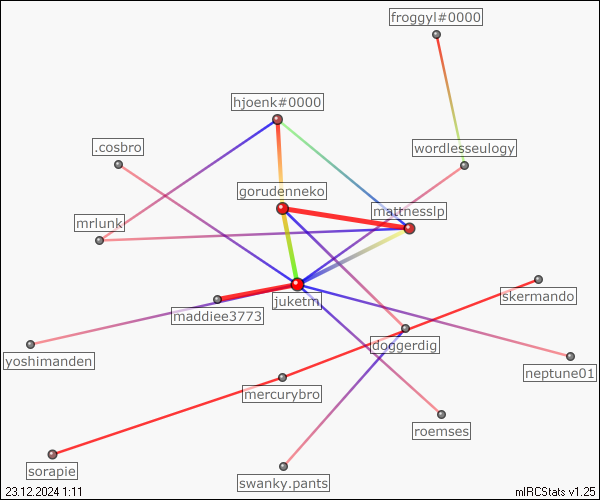 froggyl#0000
hjoenk#0000
.cosbro
wordlesseulogy
gorudenneko
mattnesslp
mrlunk
skermando
juketm
maddiee3773
doggerdig
yoshimanden
neptune01
mercurybro
roemses
sorapie
swanky.pants
23.12.2024 1:11
mIRCStats v1.25